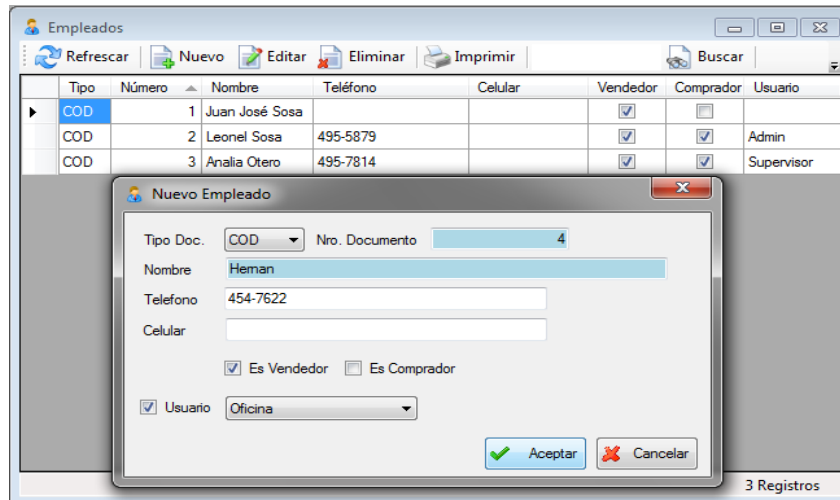 Empleados
Refrescar Nuevo Editar Eliminar Imprimir Buscar
Tipo Número Nombre Teléfono Celular Vendedor Comprador Usuario
COD 1 Juan José Sosa
COD 2 Leonel Sosa 495-5879 Admin
COD 3 Analia Otero 495-7814 Supervisor
Nuevo Empleado
Tipo Doc. COD Nro. Documento 4
Nombre Hernan
Telefono 454-7622
Celular
Es Vendedor Es Comprador
Usuario Oficina
Aceptar Cancelar
3 Registros